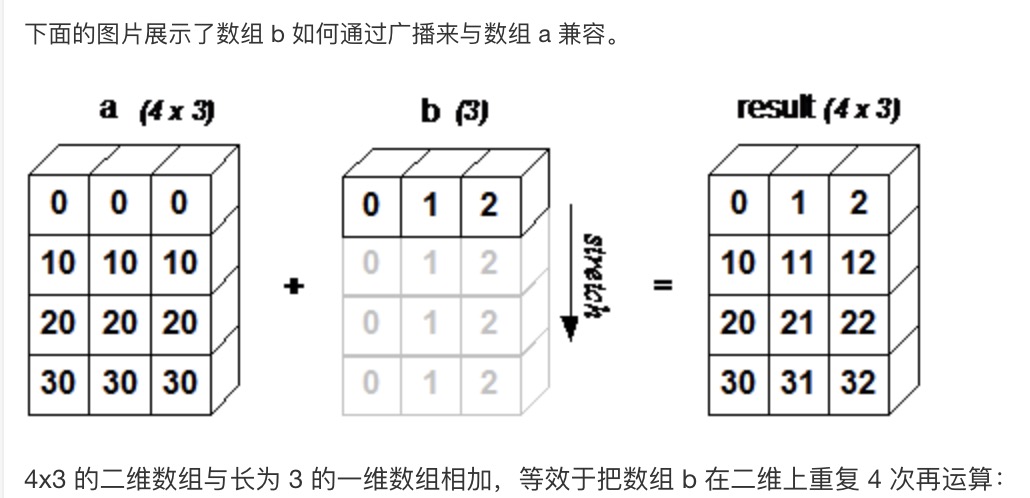 下面的图片展示了数组 b 如何通过广播来与数组 a 兼容。
a (4 x 3) b (3) result (4 x 3)
0 0 0 0 1 2 0 1 2
10 10 10 0 1 2 10 11 12
+ stretch =
20 20 20 0 1 2 20 21 22
30 30 30 0 1 2 30 31 32
4x3 的二维数组与长为 3 的一维数组相加，等效于把数组 b 在二维上重复 4 次再运算：